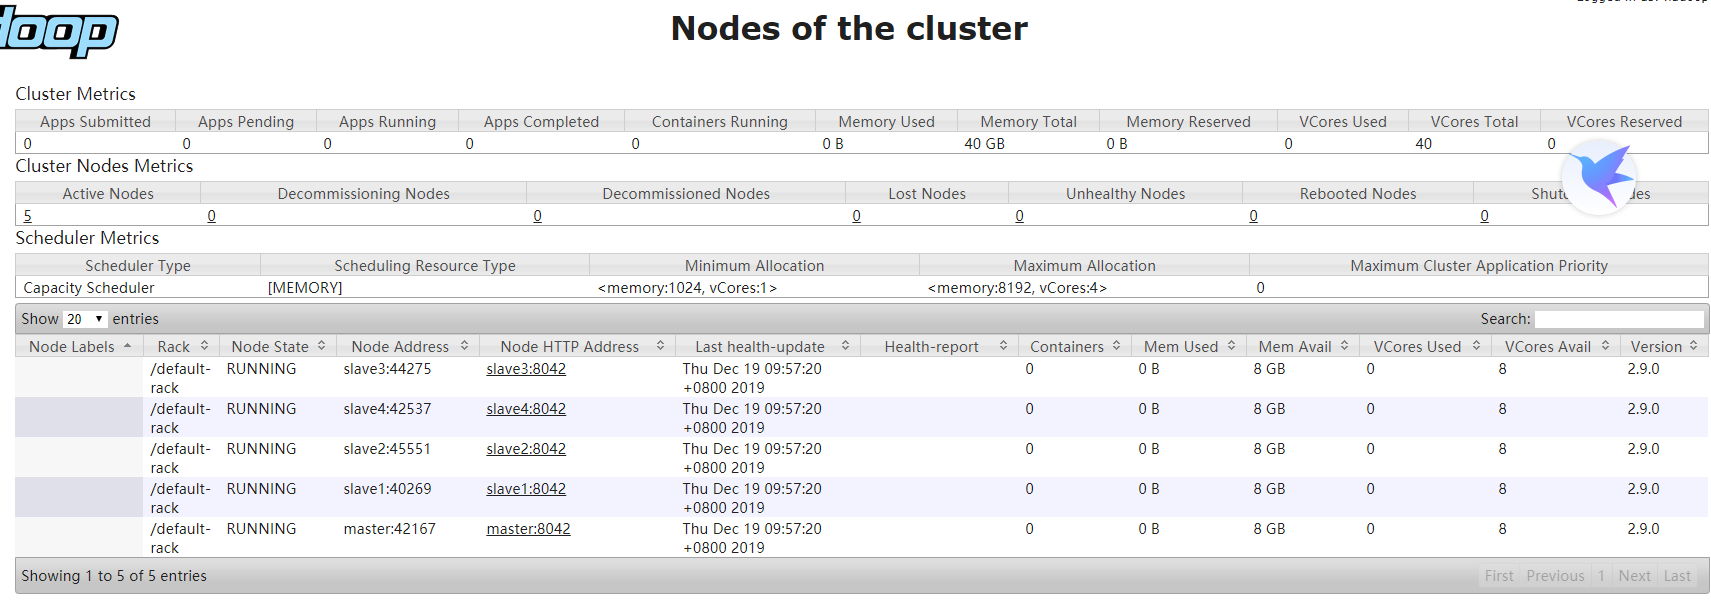 Nodes of the cluster
Cluster Metrics
Apps Submitted Apps Pending Apps Running Apps Completed Containers Running Memory Used Memory Total Memory Reserved VCores Used VCores Total VCores Reserved
0 0 0 0 0 0 B 40 GB 0 B 0 40 0
Cluster Nodes Metrics
Active Nodes Decommissioning Nodes Decommissioned Nodes Lost Nodes Unhealthy Nodes Rebooted Nodes
5 0 0 0 0 0 0
Scheduler Metrics
Scheduler Type Scheduling Resource Type Minimum Allocation Maximum Allocation Maximum Cluster Application Priority
Capacity Scheduler [MEMORY] <memory:1024, vCores:1> <memory:8192, vCores:4> 0
Show 20 entries Search:
Node Labels Rack Node State Node Address Node HTTP Address Last health-update Health-report Containers Mem Used Mem Avail VCores Used VCores Avail Version
/default- RUNNING slave3:44275 slave3:8042 Thu Dec 19 09:57:20 0 0 B 8 GB 0 8 2.9.0
rack +0800 2019
/default- RUNNING slave4:42537 slave4:8042 Thu Dec 19 09:57:20 0 0 B 8 GB 0 8 2.9.0
rack +0800 2019
/default- RUNNING slave2:45551 slave2:8042 Thu Dec 19 09:57:20 0 0 B 8 GB 0 8 2.9.0
rack +0800 2019
/default- RUNNING slave1:40269 slave1:8042 Thu Dec 19 09:57:20 0 0 B 8 GB 0 8 2.9.0
rack +0800 2019
/default- RUNNING master:42167 master:8042 Thu Dec 19 09:57:20 0 0 B 8 GB 0 8 2.9.0
rack +0800 2019
Showing 1 to 5 of 5 entries First Previous 1 Next Last